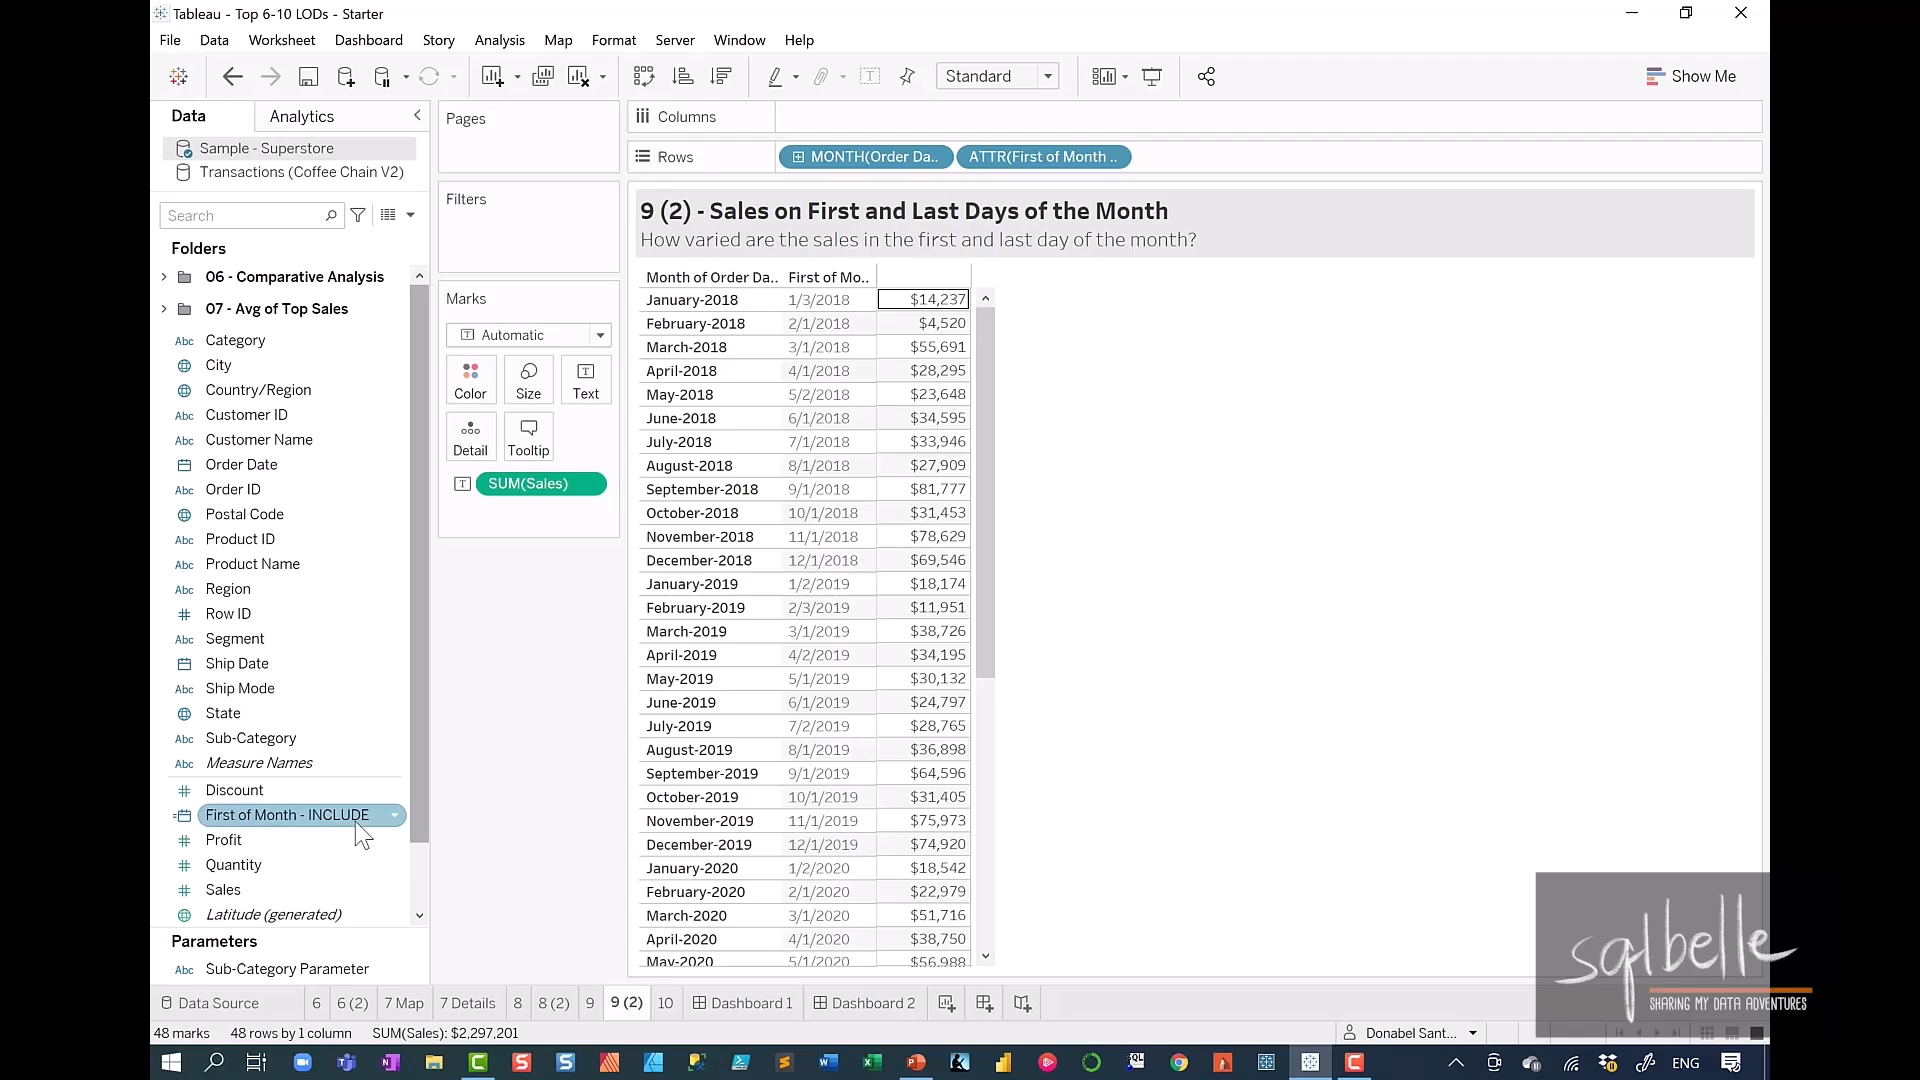 Tableau - Top 6-10 LODs - Starter
File Data Worksheet Dashboard Story Analysis Map Format Server Window Help
Standard
Show Me
Data Analytics
Sample - Superstore
Transactions (Coffee Chain V2)
Search
Folders
06 - Comparative Analysis
07 - Avg of Top Sales
Abc Category
City
Country/Region
Abc Customer ID
Abc Customer Name
Order Date
Abc Order ID
Postal Code
Abc Product ID
Abc Product Name
Abc Region
# Row ID
Abc Segment
Ship Date
Abc Ship Mode
State
Abc Sub-Category
Abc Measure Names
# Discount
First of Month - INCLUDE
# Profit
# Quantity
# Sales
Latitude (generated)
Parameters
Abc Sub-Category Parameter
Pages
Filters
Marks
Automatic
Color Size Text
Detail Tooltip
SUM(Sales)
Columns
Rows MONTH(Order Da.. ATTR(First of Month ..
9 (2) - Sales on First and Last Days of the Month
How varied are the sales in the first and last day of the month?
Month of Order Da.. First of Mo..
January-2018 1/3/2018 $14,237
February-2018 2/1/2018 $4,520
March-2018 3/1/2018 $55,691
April-2018 4/1/2018 $28,295
May-2018 5/2/2018 $23,648
June-2018 6/1/2018 $34,595
July-2018 7/1/2018 $33,946
August-2018 8/1/2018 $27,909
September-2018 9/1/2018 $81,777
October-2018 10/1/2018 $31,453
November-2018 11/1/2018 $78,629
December-2018 12/1/2018 $69,546
January-2019 1/2/2019 $18,174
February-2019 2/3/2019 $11,951
March-2019 3/1/2019 $38,726
April-2019 4/2/2019 $34,195
May-2019 5/1/2019 $30,132
June-2019 6/1/2019 $24,797
July-2019 7/2/2019 $28,765
August-2019 8/1/2019 $36,898
September-2019 9/1/2019 $64,596
October-2019 10/1/2019 $31,405
November-2019 11/1/2019 $75,973
December-2019 12/1/2019 $74,920
January-2020 1/2/2020 $18,542
February-2020 2/1/2020 $22,979
March-2020 3/1/2020 $51,716
April-2020 4/1/2020 $38,750
May-2020 5/1/2020 $56,988
sqlbelle
SHARING MY DATA ADVENTURES
Data Source 6 6 (2) 7 Map 7 Details 8 8 (2) 9 9 (2) 10 Dashboard 1 Dashboard 2
48 marks 48 rows by 1 column SUM(Sales): $2,297,201
Donabel Sant...
ENG